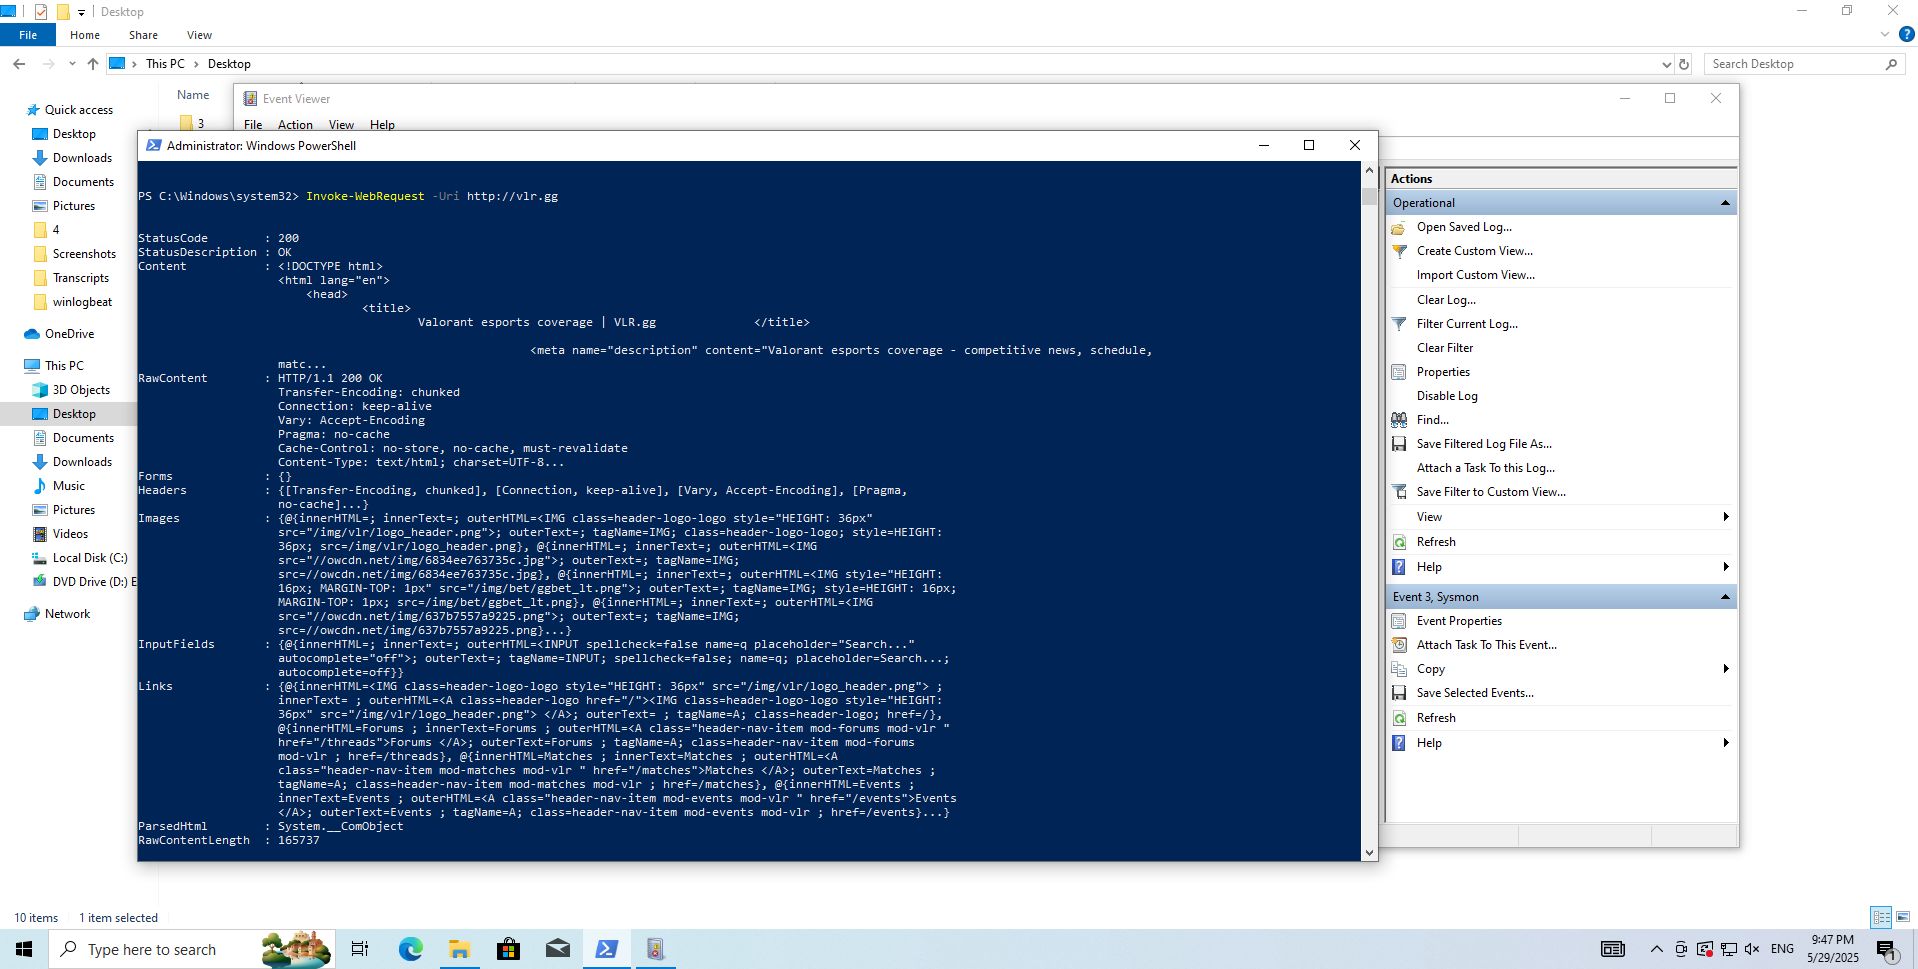 Desktop
File
Home
Share
View
This PC
Desktop
Search Desktop
Name
3
Quick access
Desktop
Downloads
Documents
Pictures
4
Screenshots
Transcripts
winlogbeat
OneDrive
This PC
3D Objects
Desktop
Documents
Downloads
Music
Pictures
Videos
Local Disk (C:)
DVD Drive (D:) E
Network
Event Viewer
File Action View Help
Administrator: Windows PowerShell
PS C:\Windows\system32> Invoke-WebRequest -Uri http://vlr.gg
StatusCode : 200
StatusDescription : OK
Content : <!DOCTYPE html>
<html lang="en">
<head>
<title>
Valorant esports coverage | VLR.gg </title>
<meta name="description" content="Valorant esports coverage - competitive news, schedule,
matc...
RawContent : HTTP/1.1 200 OK
Transfer-Encoding: chunked
Connection: keep-alive
Vary: Accept-Encoding
Pragma: no-cache
Cache-Control: no-store, no-cache, must-revalidate
Content-Type: text/html; charset=UTF-8...
Forms : {}
Headers : {[Transfer-Encoding, chunked], [Connection, keep-alive], [Vary, Accept-Encoding], [Pragma,
no-cache]...}
Images : {@{innerHTML=; innerText=; outerHTML=<IMG class=header-logo-logo style="HEIGHT: 36px"
src="/img/vlr/logo_header.png">; outerText=; tagName=IMG; class=header-logo-logo; style=HEIGHT:
36px; src=/img/vlr/logo_header.png}, @{innerHTML=; innerText=; outerHTML=<IMG
src="//owcdn.net/img/6834ee763735c.jpg">; outerText=; tagName=IMG;
src=//owcdn.net/img/6834ee763735c.jpg}, @{innerHTML=; innerText=; outerHTML=<IMG style="HEIGHT:
16px; MARGIN-TOP: 1px" src="/img/bet/ggbet_lt.png">; outerText=; tagName=IMG; style=HEIGHT: 16px;
MARGIN-TOP: 1px; src=/img/bet/ggbet_lt.png}, @{innerHTML=; innerText=; outerHTML=<IMG
src="//owcdn.net/img/637b7557a9225.png">; outerText=; tagName=IMG;
src=//owcdn.net/img/637b7557a9225.png}...}
InputFields : {@{innerHTML=; innerText=; outerHTML=<INPUT spellcheck=false name=q placeholder="Search..."
autocomplete="off">; outerText=; tagName=INPUT; spellcheck=false; name=q; placeholder=Search...;
autocomplete=off}}
Links : {@{innerHTML=<IMG class=header-logo-logo style="HEIGHT: 36px" src="/img/vlr/logo_header.png"> ;
innerText= ; outerHTML=<A class=header-logo href="/"><IMG class=header-logo-logo style="HEIGHT:
36px" src="/img/vlr/logo_header.png"> </A>; outerText= ; tagName=A; class=header-logo; href=/},
@{innerHTML=Forums ; innerText=Forums ; outerHTML=<A class="header-nav-item mod-forums mod-vlr "
href="/threads">Forums </A>; outerText=Forums ; tagName=A; class=header-nav-item mod-forums
mod-vlr ; href=/threads}, @{innerHTML=Matches ; innerText=Matches ; outerHTML=<A
class="header-nav-item mod-matches mod-vlr " href="/matches">Matches </A>; outerText=Matches ;
tagName=A; class=header-nav-item mod-matches mod-vlr ; href=/matches}, @{innerHTML=Events ;
innerText=Events ; outerHTML=<A class="header-nav-item mod-events mod-vlr " href="/events">Events
</A>; outerText=Events ; tagName=A; class=header-nav-item mod-events mod-vlr ; href=/events}...}
ParsedHtml : System.__ComObject
RawContentLength : 165737
Actions
Operational
Open Saved Log...
Create Custom View...
Import Custom View...
Clear Log...
Filter Current Log...
Clear Filter
Properties
Disable Log
Find...
Save Filtered Log File As...
Attach a Task To this Log...
Save Filter to Custom View...
View
Refresh
Help
Event 3, Sysmon
Event Properties
Attach Task To This Event...
Copy
Save Selected Events...
Refresh
Help
10 items 1 item selected
Type here to search
ENG
9:47 PM
5/29/2025
1